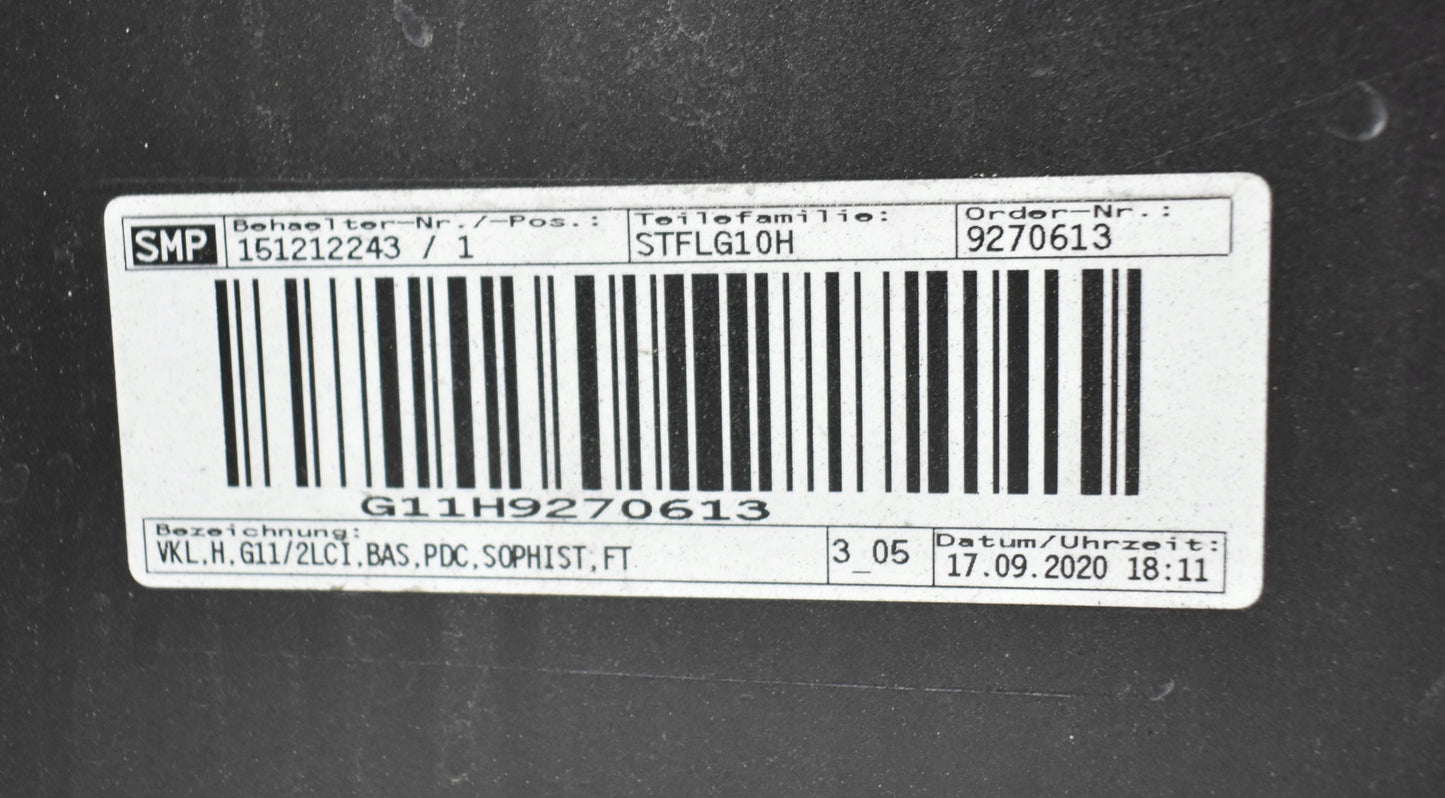 SMP
Behaelter-Nr./-Pos.:
151212243 / 1
Teilefamilie:
STFLG10H
Order-Nr.:
9270613
G11H9270613
Bezeichnung:
VKL.H.G11/2LCI.BAS.PDC.SOPHIST.FT
3_05
Datum/Uhrzeit:
17.09.2020 18:11